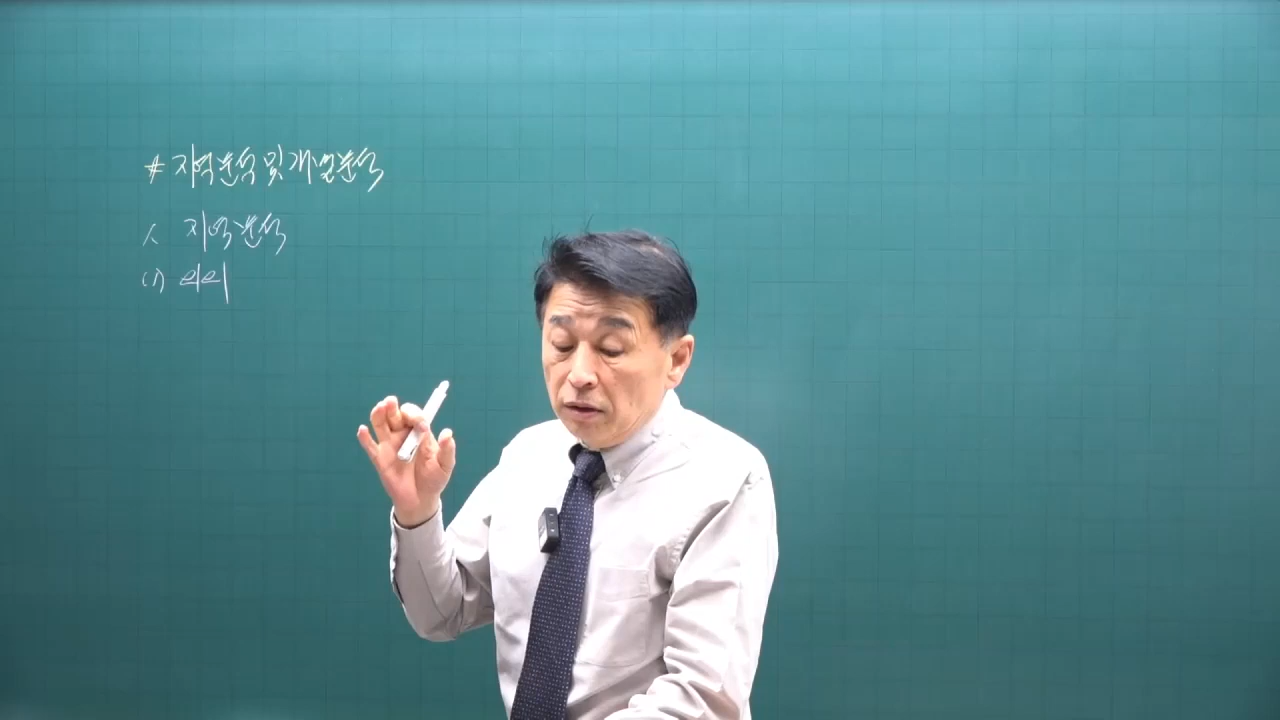 # 지역분석 및 개별분석
1. 지역분석
(1) 의의